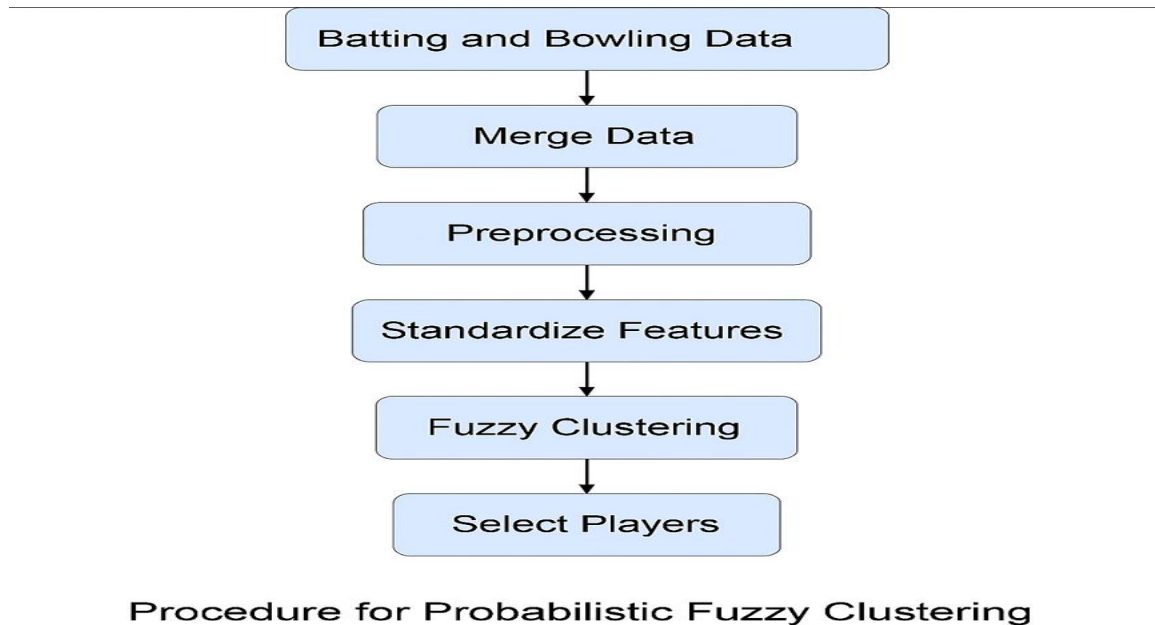 Batting and Bowling Data
Merge Data
Preprocessing
Standardize Features
Fuzzy Clustering
Select Players
Procedure for Probabilistic Fuzzy Clustering